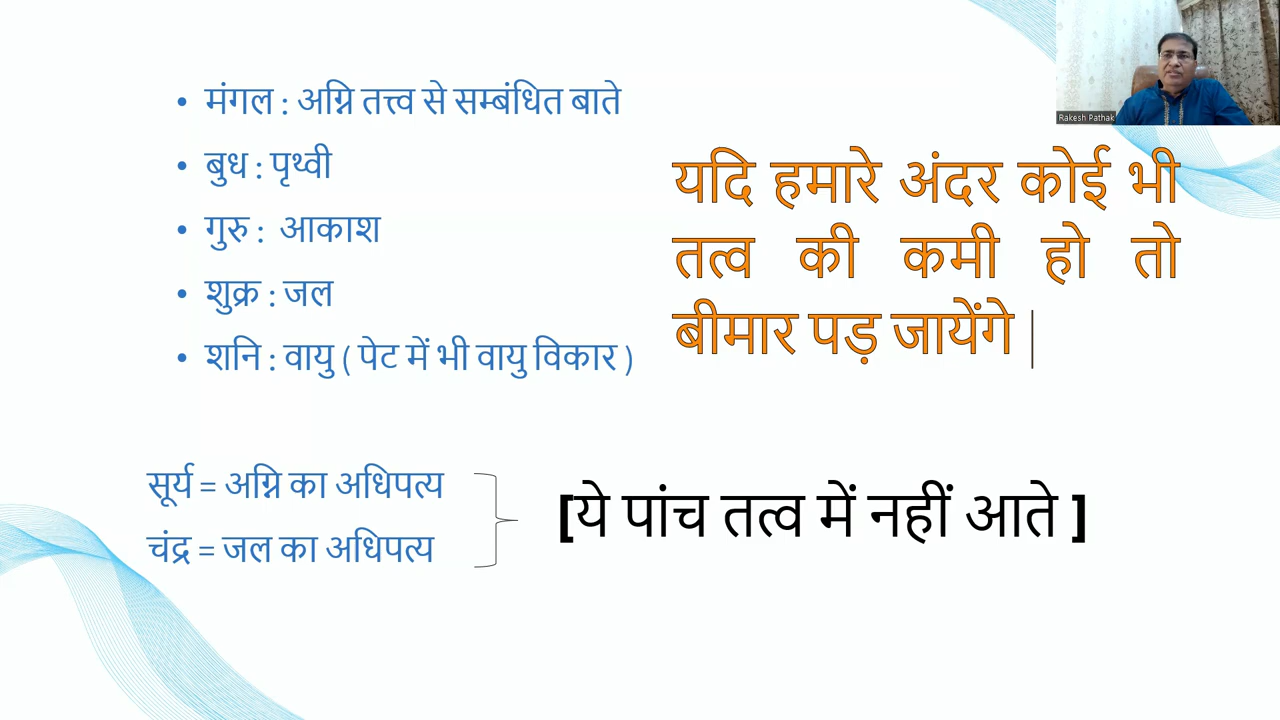 • मंगल : अग्नि तत्त्व से सम्बंधित बाते
• बुध : पृथ्वी
• गुरु : आकाश
• शुक्र : जल
• शनि : वायु ( पेट में भी वायु विकार )
यदि हमारे अंदर कोई भी
तत्व की कमी हो तो
बीमार पड़ जायेंगे
सूर्य = अग्नि का अधिपत्य
चंद्र = जल का अधिपत्य
[ये पांच तत्व में नहीं आते ]
Rakesh Pathak